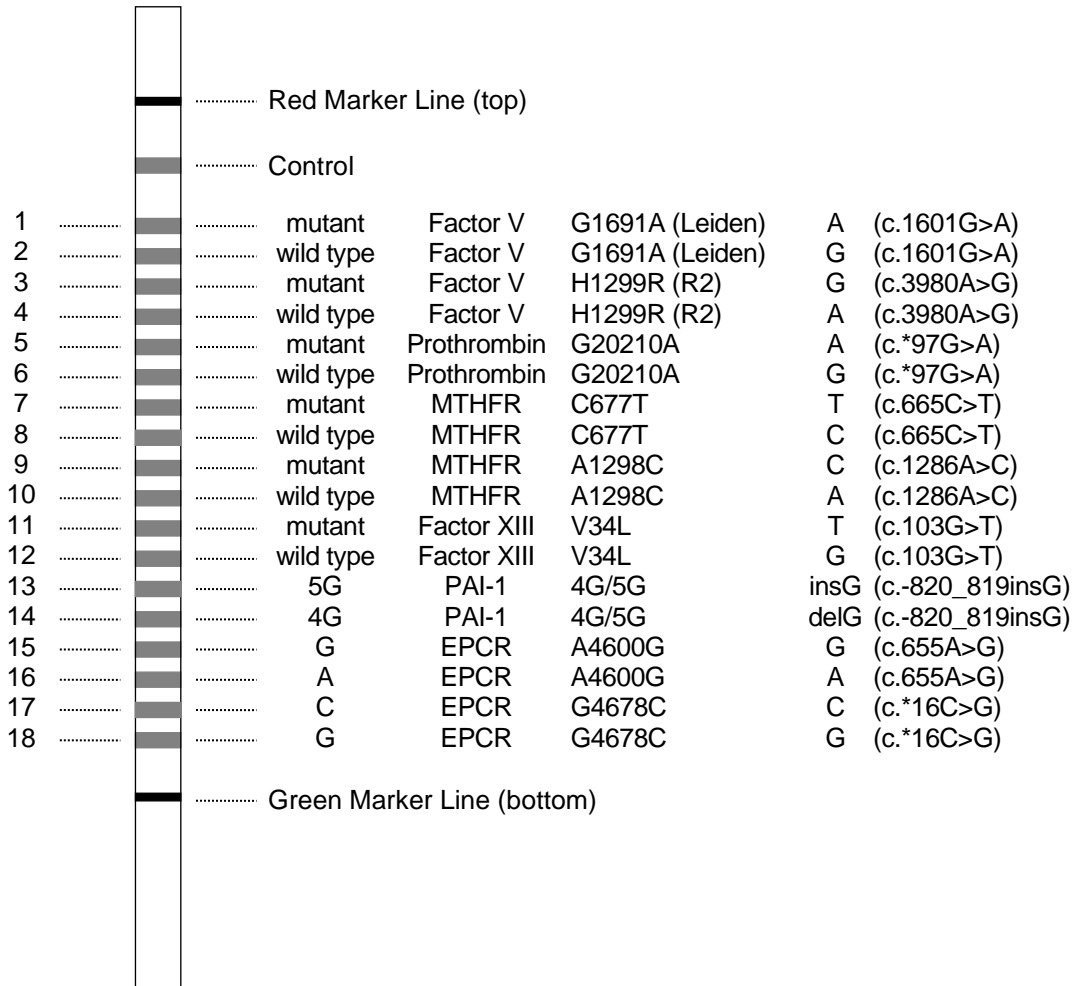 Red Marker Line (top)
Control
1 mutant Factor V G1691A (Leiden) A (c.1601G>A)
2 wild type Factor V G1691A (Leiden) G (c.1601G>A)
3 mutant Factor V H1299R (R2) G (c.3980A>G)
4 wild type Factor V H1299R (R2) A (c.3980A>G)
5 mutant Prothrombin G20210A A (c.*97G>A)
6 wild type Prothrombin G20210A G (c.*97G>A)
7 mutant MTHFR C677T T (c.665C>T)
8 wild type MTHFR C677T C (c.665C>T)
9 mutant MTHFR A1298C C (c.1286A>C)
10 wild type MTHFR A1298C A (c.1286A>C)
11 mutant Factor XIII V34L T (c.103G>T)
12 wild type Factor XIII V34L G (c.103G>T)
13 5G PAI-1 4G/5G insG (c.-820_819insG)
14 4G PAI-1 4G/5G delG (c.-820_819insG)
15 G EPCR A4600G G (c.655A>G)
16 A EPCR A4600G A (c.655A>G)
17 C EPCR G4678C C (c.*16C>G)
18 G EPCR G4678C G (c.*16C>G)
Green Marker Line (bottom)